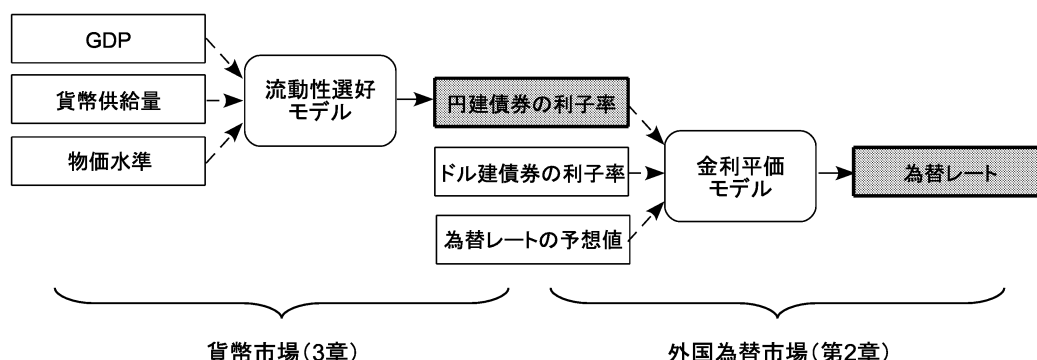 GDP
貨幣供給量
物価水準
流動性選好
モデル
円建債券の利子率
ドル建債券の利子率
為替レートの予想値
金利平価
モデル
為替レート
貨幣市場(3章)
外国為替市場(第2章)